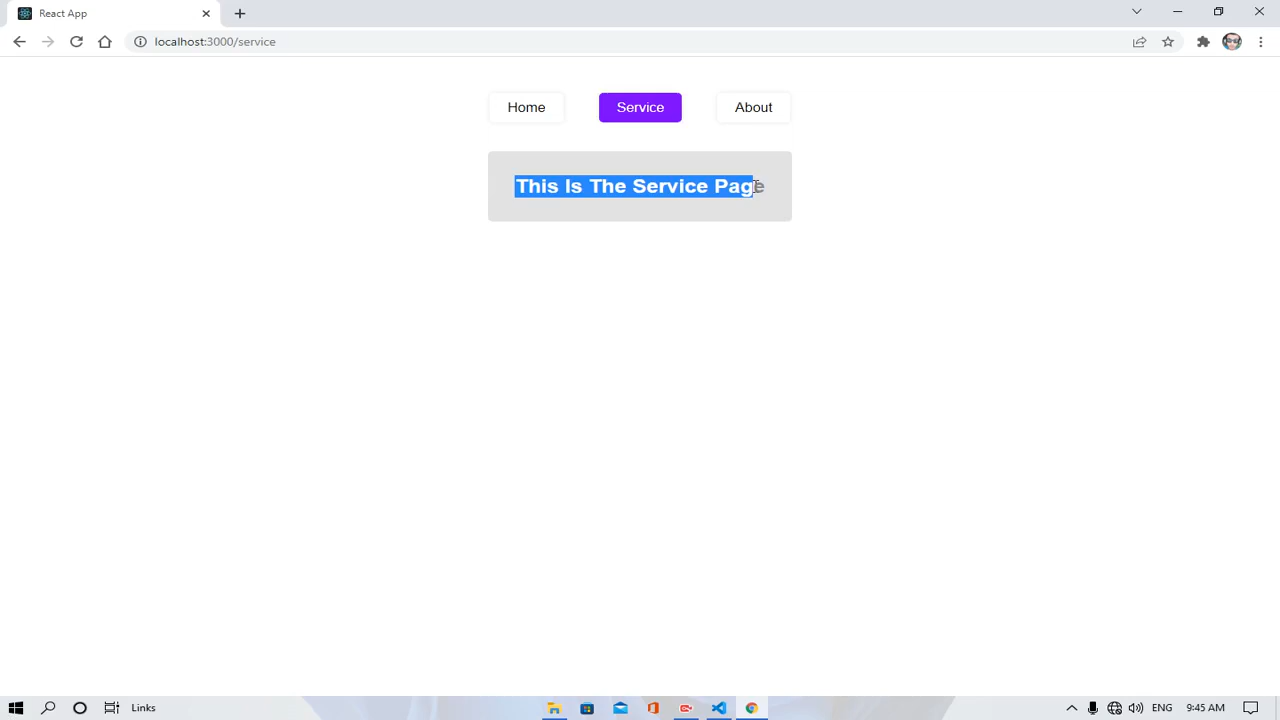 React App
localhost:3000/service
Home
Service
About
This Is The Service Page
Links
ENG
9:45 AM